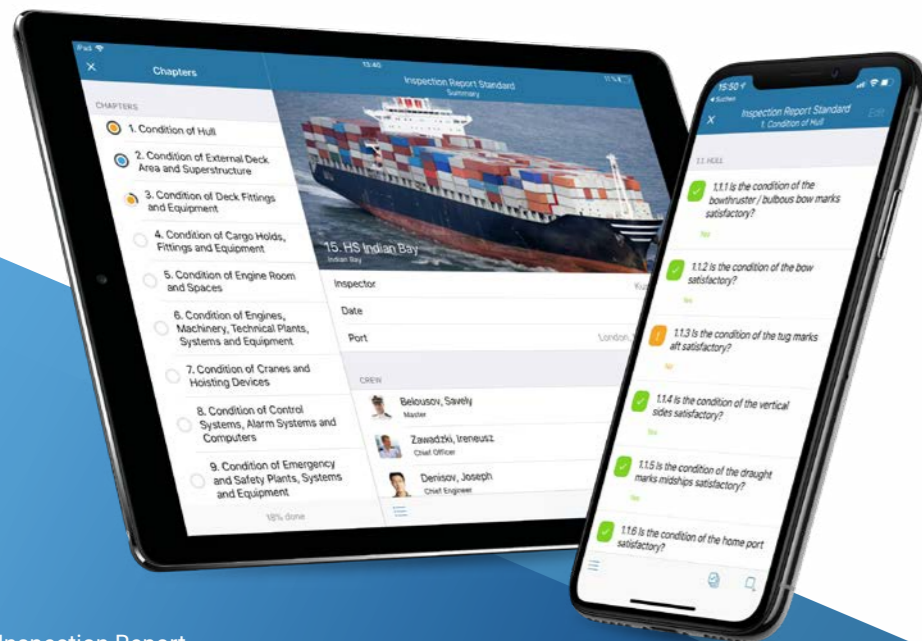 iPad
13:40
Chapters
Inspection Report Standard
Summary
CHAPTERS
1. Condition of Hull
2. Condition of External Deck
Area and Superstructure
3. Condition of Deck Fittings
and Equipment
4. Condition of Cargo Holds,
Fittings and Equipment
5. Condition of Engine Room
and Spaces
6. Condition of Engines,
Machinery, Technical Plants,
Systems and Equipment
7. Condition of Cranes and
Hoisting Devices
8. Condition of Control
Systems, Alarm Systems and
Computers
9. Condition of Emergency
and Safety Plants, Systems
and Equipment
18% done
15. HS Indian Bay
Indian Bay
Inspector
Date
Port
London,
CREW
Belousov, Savely
Master
Zawadzki, Ireneusz
Chief Officer
Denisov, Joseph
Chief Engineer
15:50
Suchen
Inspection Report Standard
Edit
1. Condition of Hull
1.1. HULL
1.1.1 Is the condition of the
bowthruster / bulbous bow marks
satisfactory?
Yes
1.1.2 Is the condition of the bow
satisfactory?
Yes
1.1.3 Is the condition of the tug marks
aft satisfactory?
No
1.1.4 Is the condition of the vertical
sides satisfactory?
Yes
1.1.5 Is the condition of the draught
marks midships satisfactory?
Yes
1.1.6 Is the condition of the home port
satisfactory?
Inspection Report